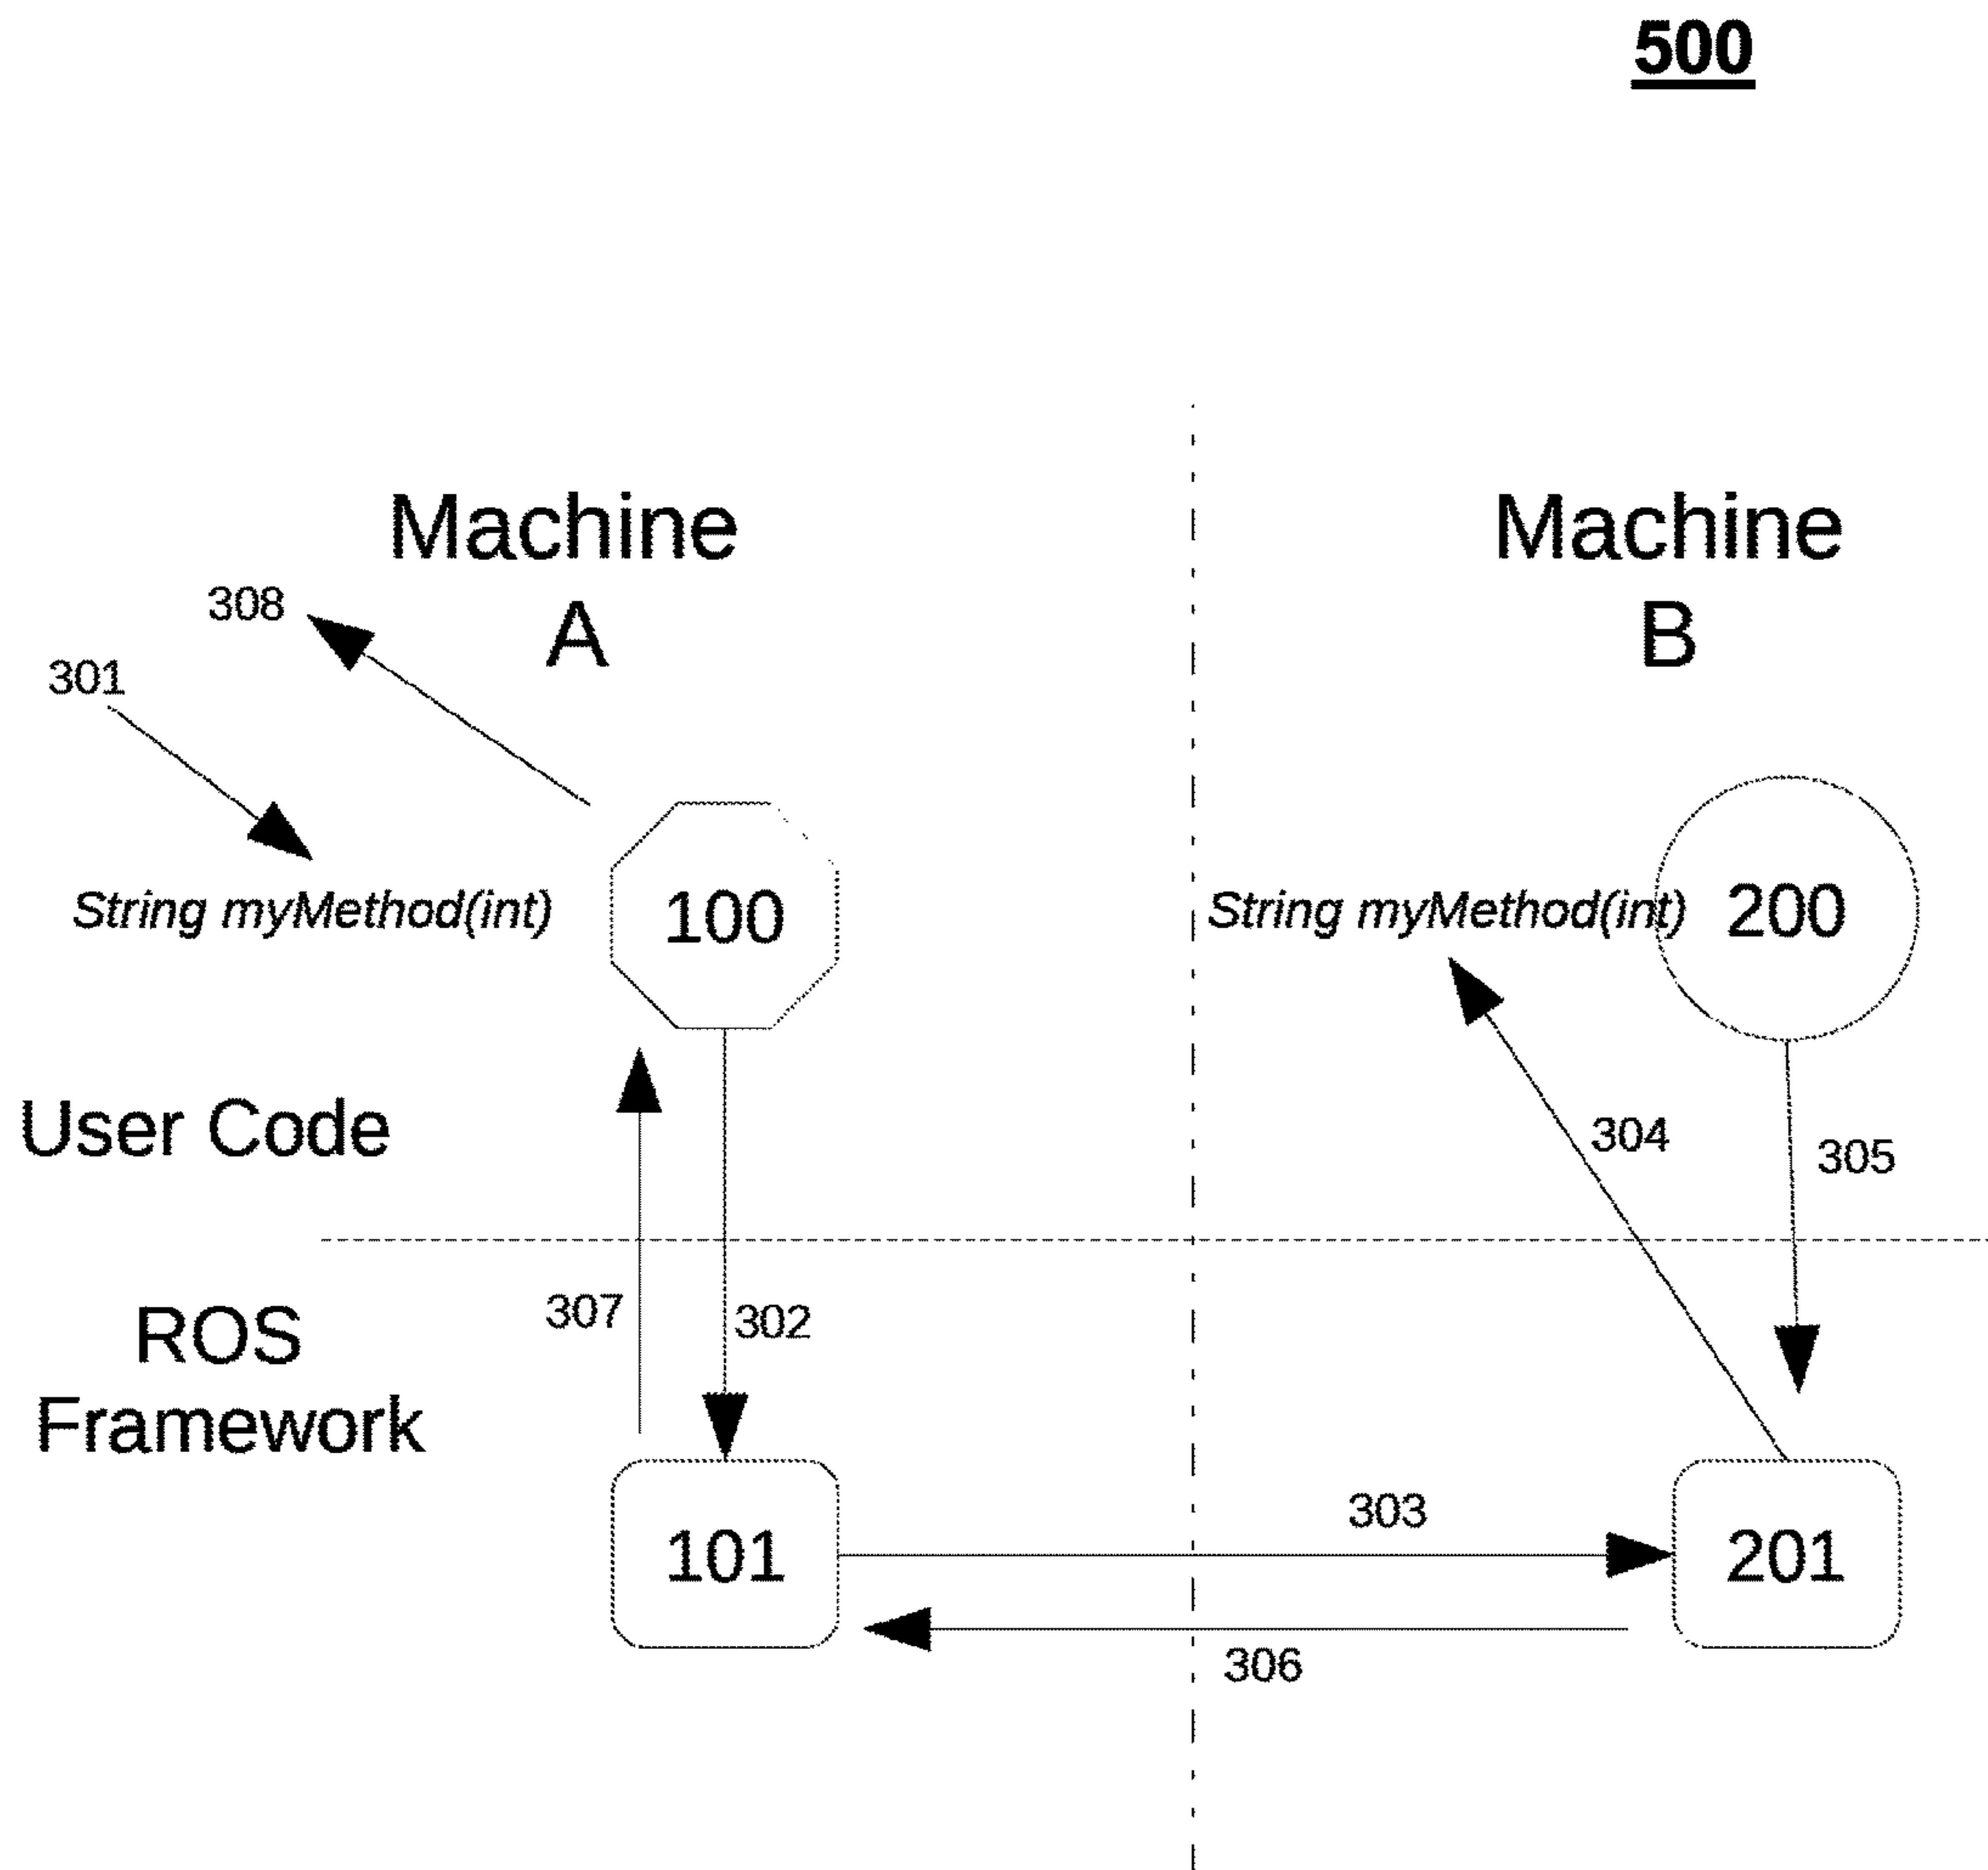 500
Machine
A
Machine
B
308
301
String myMethod(int)
100
String myMethod(int)
200
User Code
304
305
ROS
Framework
307
302
101
303
201
306